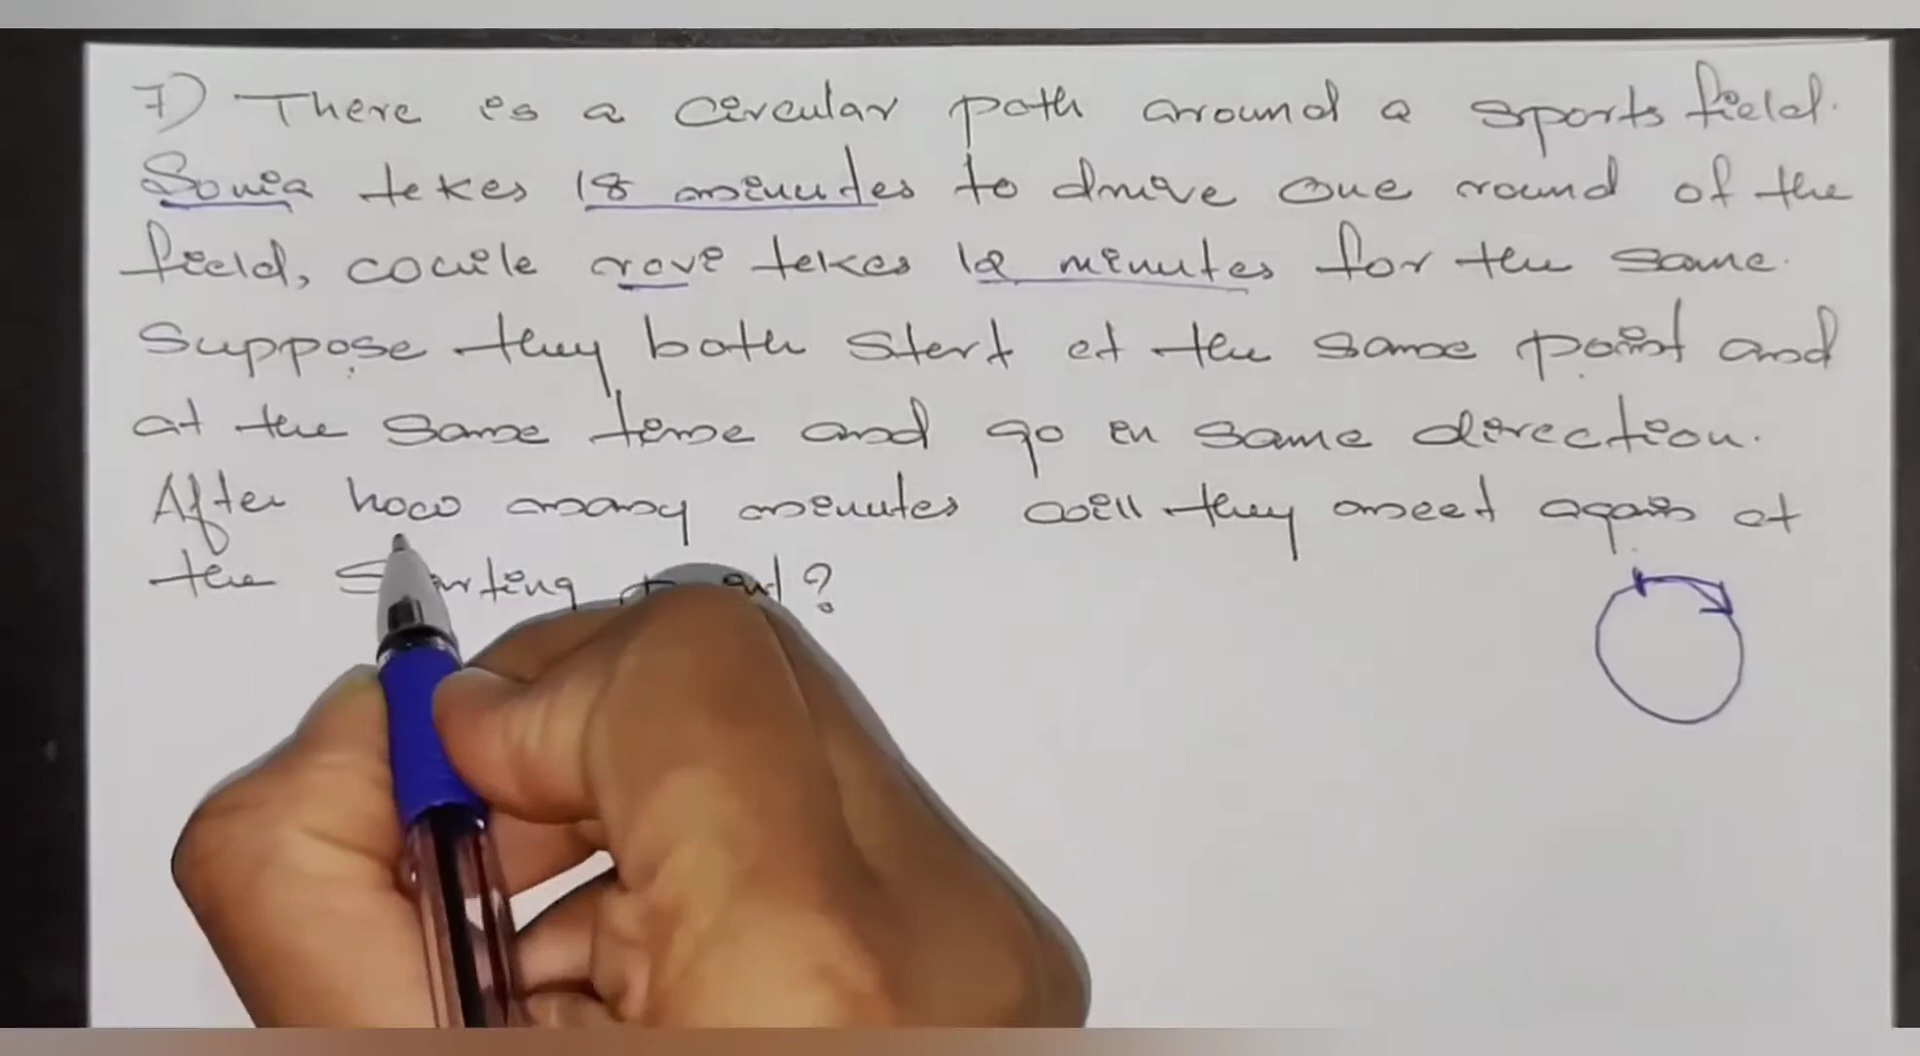 7) There is a circular path around a sports field.
Sonia takes 18 minutes to drive one round of the
field, while ravi takes 12 minutes for the same.
Suppose they both start at the same point and
at the same time and go in same direction.
After how many minutes will they meet again at
the Starting ?